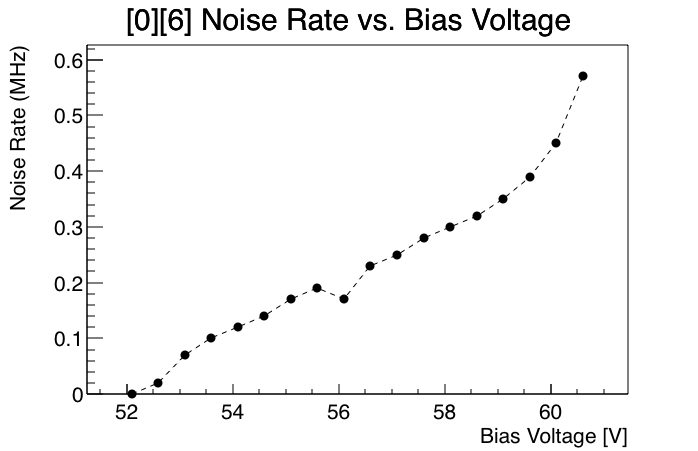 [0][6] Noise Rate vs. Bias Voltage
Noise Rate (MHz)
0.6
0.5
0.4
0.3
0.2
0.1
0
52 54 56 58 60
Bias Voltage [V]